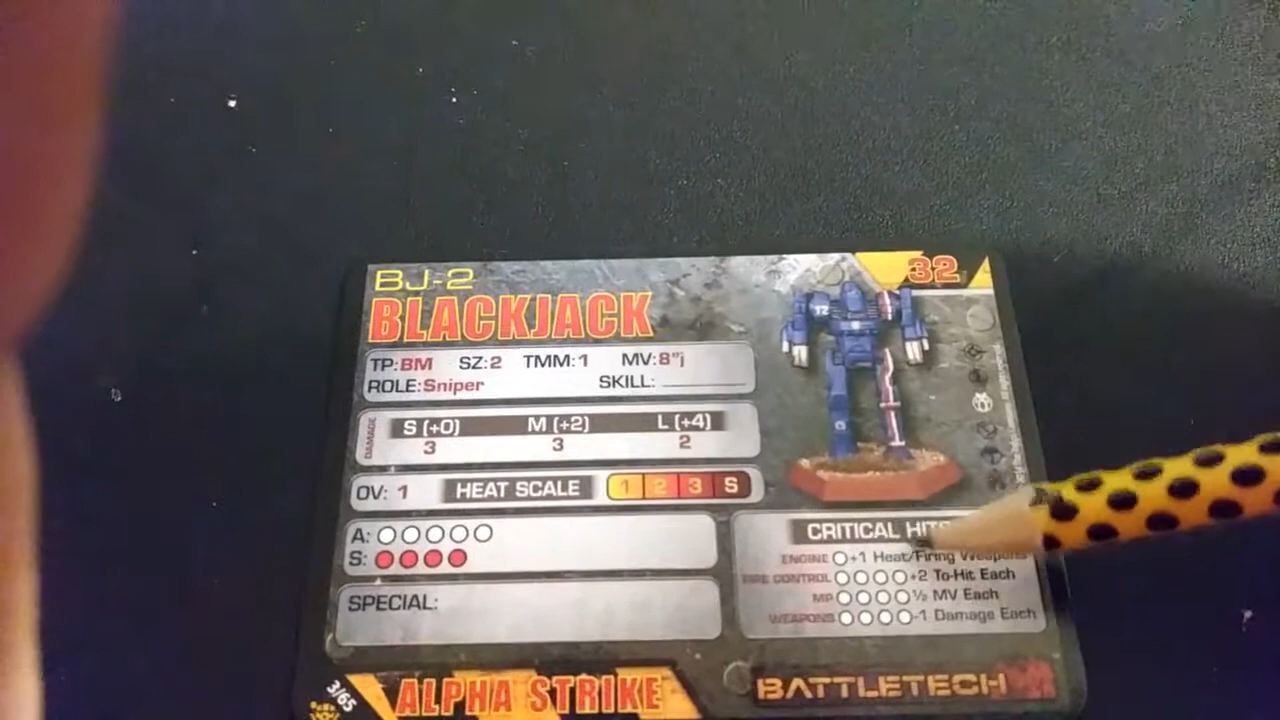 BJ-2
32
BLACKJACK
TP:BM SZ:2 TMM:1 MV:8"j
ROLE:Sniper SKILL:
DAMAGE
S (+0) M (+2) L (+4)
3 3 2
OV: 1 HEAT SCALE 1 2 3 S
A:
S:
SPECIAL:
CRITICAL HITS
ENGINE +1 Heat/Firing Weapons
FIRE CONTROL +2 To-Hit Each
MP ½ MV Each
WEAPONS -1 Damage Each
3/65
ALPHA STRIKE
BATTLETECH